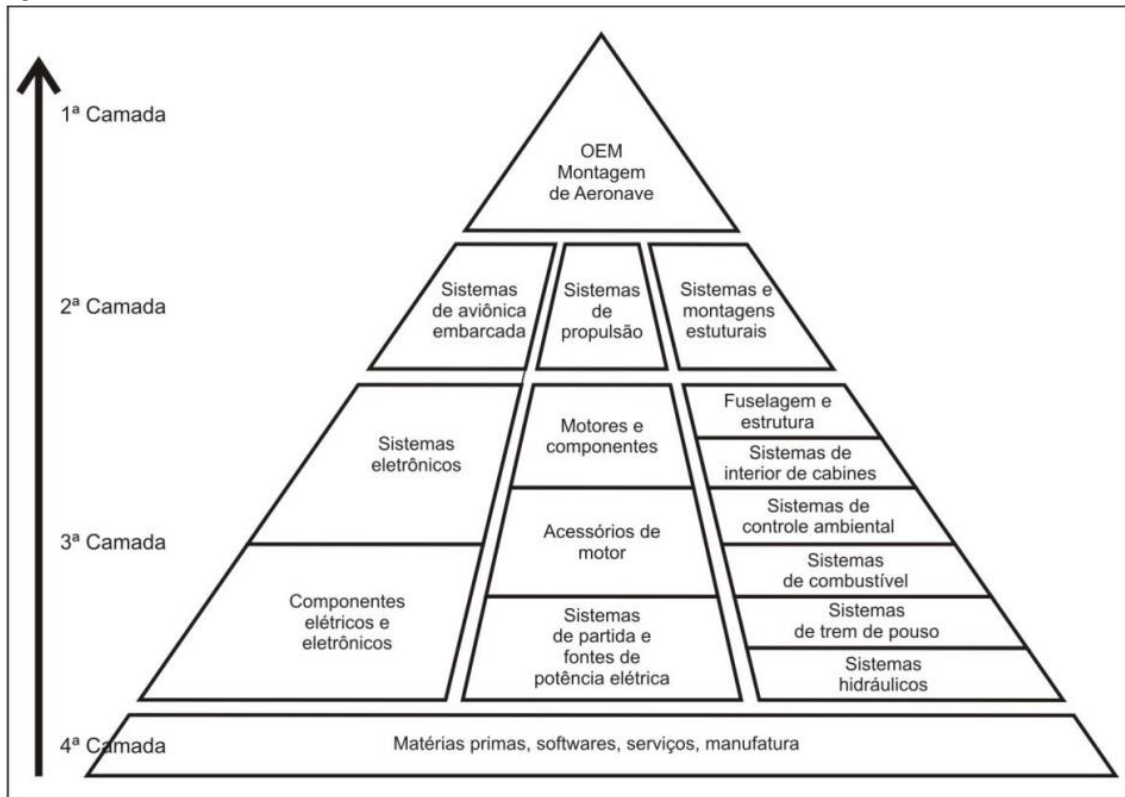 1ª Camada
OEM
Montagem
de Aeronave
2ª Camada
Sistemas
de aviônica
embarcada
Sistemas
de
propulsão
Sistemas e
montagens
estuturais
3ª Camada
Sistemas
eletrônicos
Componentes
elétricos e
eletrônicos
Motores e
componentes
Acessórios de
motor
Sistemas
de partida e
fontes de
potência elétrica
Fuselagem e
estrutura
Sistemas de
interior de cabines
Sistemas de
controle ambiental
Sistemas
de combustível
Sistemas
de trem de pouso
Sistemas
hidráulicos
4ª Camada
Matérias primas, softwares, serviços, manufatura